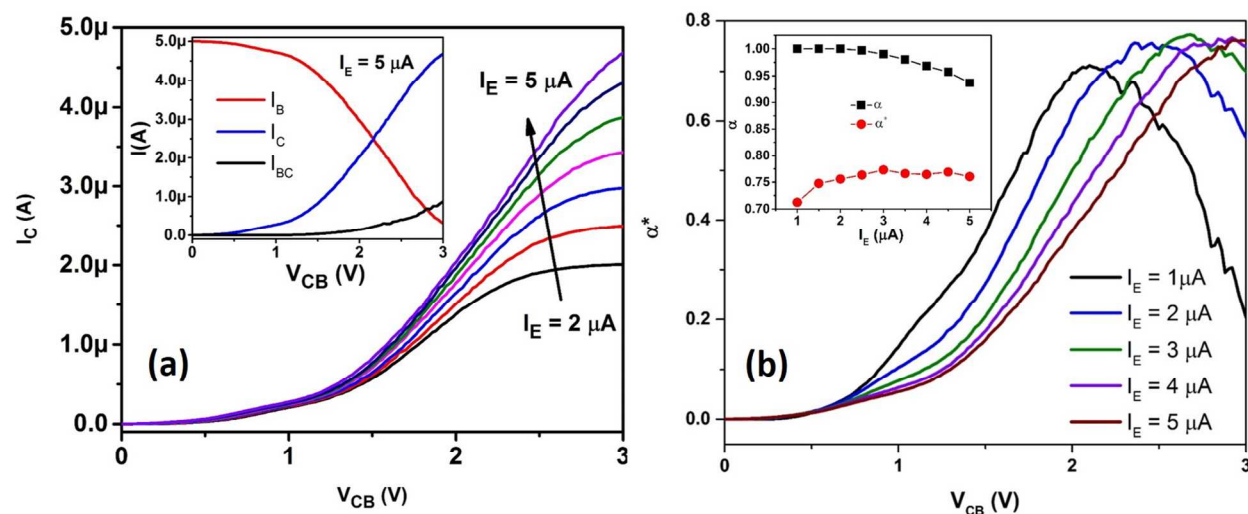 5.0μ
4.0μ
3.0μ
2.0μ
1.0μ
0.0
I_C (A)
0
1
2
3
V_CB (V)
(a)
I_E = 5 μA
I_E = 2 μA
5.0μ
4.0μ
3.0μ
2.0μ
1.0μ
0.0
I(A)
0
1
2
3
V_CB (V)
I_E = 5 μA
I_B
I_C
I_BC
0.8
0.6
0.4
0.2
0.0
α*
0
1
2
3
V_CB (V)
(b)
I_E = 1μA
I_E = 2 μA
I_E = 3 μA
I_E = 4 μA
I_E = 5 μA
1.00
0.95
0.90
0.85
0.80
0.75
0.70
α
0
1
2
3
4
5
I_E (μA)
α
α*